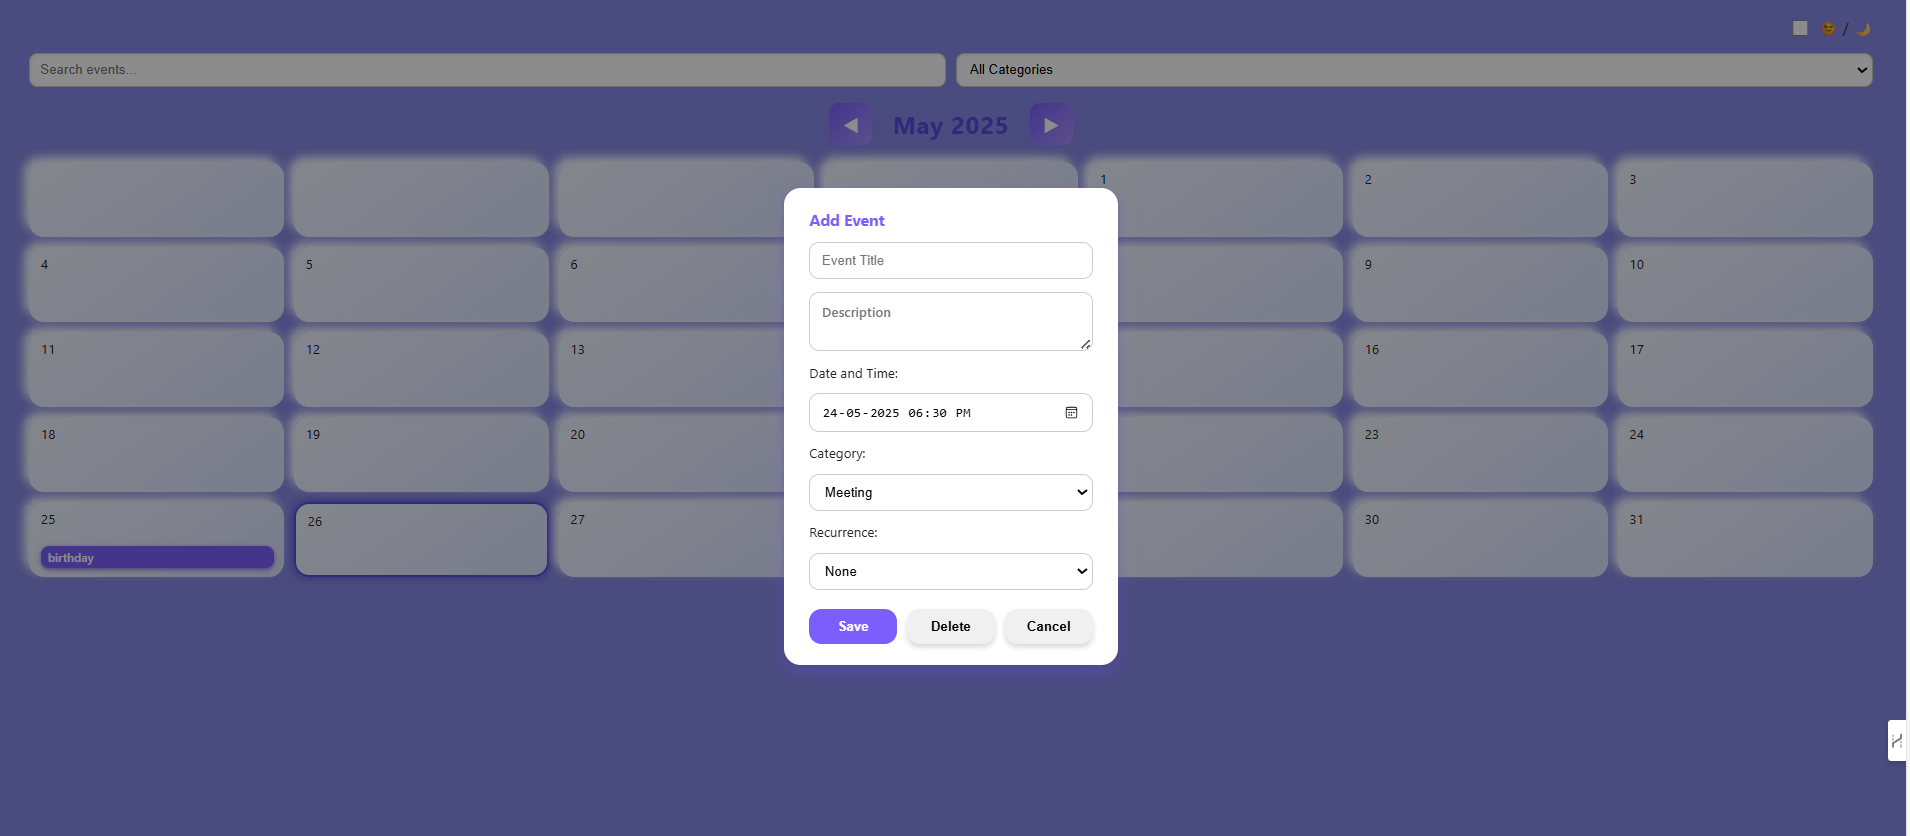 ☐ 🌞 / 🌙
Search events...
All Categories
◀ May 2025 ▶
1 2 3
4 5 6 9 10
11 12 13 16 17
18 19 20 23 24
25 26 27 30 31
birthday
Add Event
Event Title
Description
Date and Time:
24-05-2025 06:30 PM
Category:
Meeting
Recurrence:
None
Save Delete Cancel